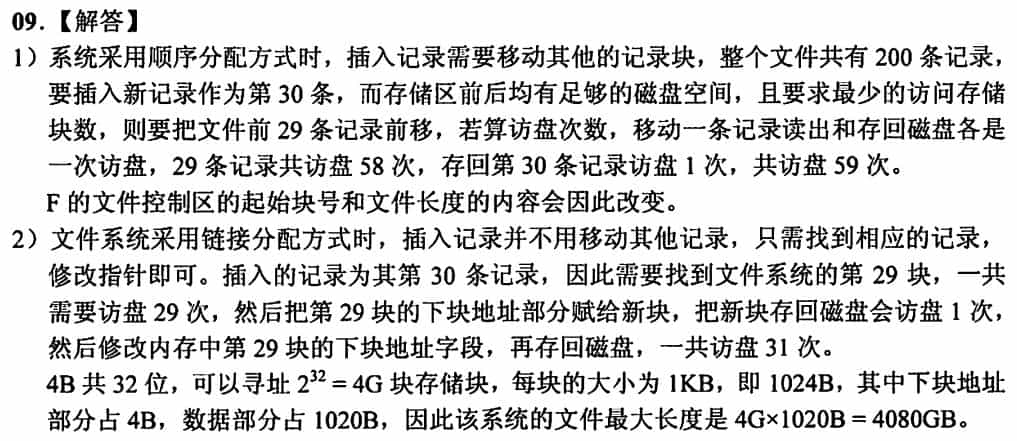 09.【解答】
1）系统采用顺序分配方式时，插入记录需要移动其他的记录块，整个文件共有 200 条记录，
要插入新记录作为第 30 条，而存储区前后均有足够的磁盘空间，且要求最少的访问存储
块数，则要把文件前 29 条记录前移，若算访盘次数，移动一条记录读出和存回磁盘各是
一次访盘，29 条记录共访盘 58 次，存回第 30 条记录访盘 1 次，共访盘 59 次。
F 的文件控制区的起始块号和文件长度的内容会因此改变。
2）文件系统采用链接分配方式时，插入记录并不用移动其他记录，只需找到相应的记录，
修改指针即可。插入的记录为其第 30 条记录，因此需要找到文件系统的第 29 块，一共
需要访盘 29 次，然后把第 29 块的下块地址部分赋给新块，把新块存回磁盘会访盘 1 次，
然后修改内存中第 29 块的下块地址字段，再存回磁盘，一共访盘 31 次。
4B 共 32 位，可以寻址 2³² = 4G 块存储块，每块的大小为 1KB，即 1024B，其中下块地址
部分占 4B，数据部分占 1020B，因此该系统的文件最大长度是 4G×1020B = 4080GB。